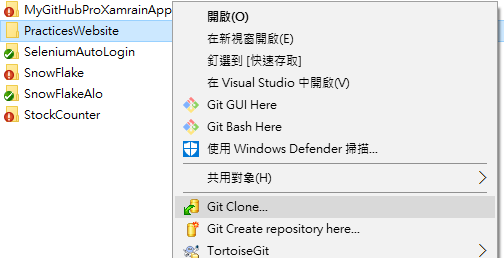 MyGitHubProXamrainApp
PracticesWebsite
SeleniumAutoLogin
SnowFlake
SnowFlakeAlo
StockCounter
開啟(O)
在新視窗開啟(E)
釘選到 [快速存取]
在 Visual Studio 中開啟(V)
Git GUI Here
Git Bash Here
使用 Windows Defender 掃描...
共用對象(H)
Git Clone...
Git Create repository here...
TortoiseGit